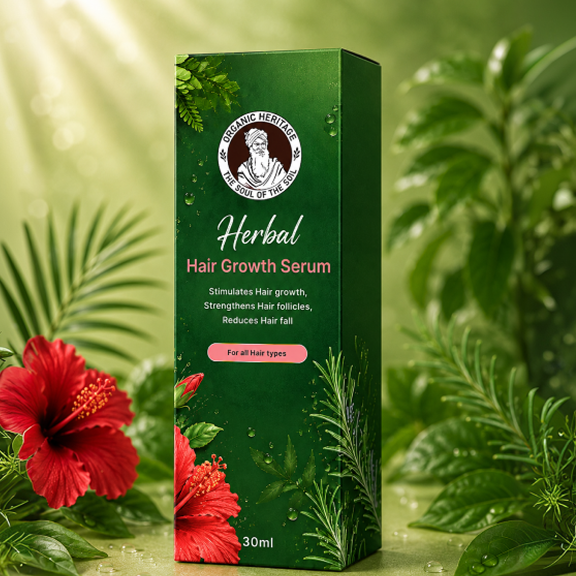 ORGANIC HERITAGE
THE SOUL OF THE SOIL
Herbal
Hair Growth Serum
Stimulates Hair growth,
Strengthens Hair follicles,
Reduces Hair fall
For all Hair types
30ml